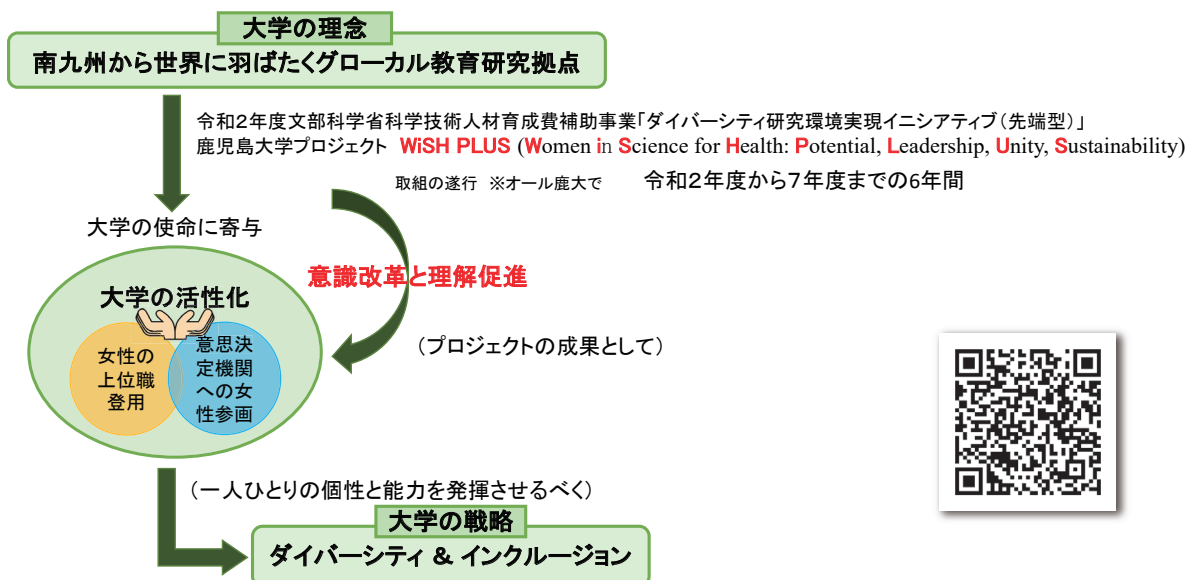 大学の理念
南九州から世界に羽ばたくグローカル教育研究拠点
令和2年度文部科学省科学技術人材育成費補助事業「ダイバーシティ研究環境実現イニシアティブ（先端型）」
鹿児島大学プロジェクト WiSH PLUS (Women in Science for Health: Potential, Leadership, Unity, Sustainability)
取組の遂行 ※オール鹿大で 令和2年度から7年度までの6年間
大学の使命に寄与
意識改革と理解促進
大学の活性化
（プロジェクトの成果として）
女性の
上位職
登用
意思決
定機関
への女
性参画
（一人ひとりの個性と能力を発揮させるべく）
大学の戦略
ダイバーシティ & インクルージョン